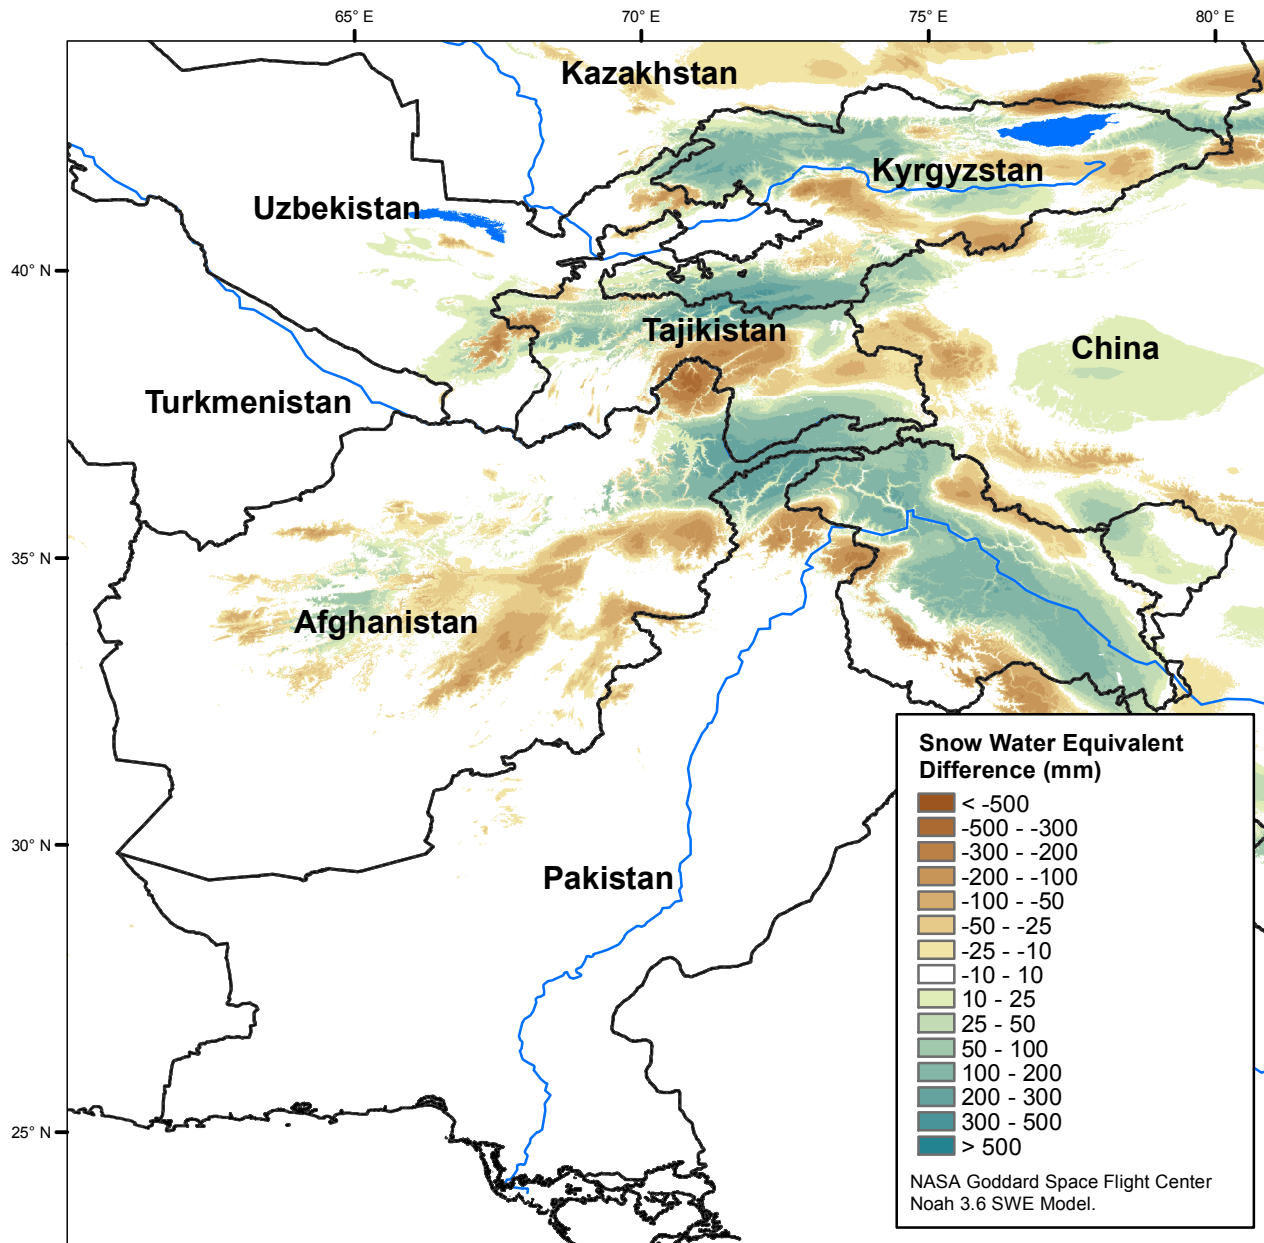 65° E
70° E
75° E
80° E
Kazakhstan
Kyrgyzstan
Uzbekistan
40° N
Tajikistan
China
Turkmenistan
35° N
Afghanistan
Snow Water Equivalent
Difference (mm)
< -500
-500 - -300
-300 - -200
-200 - -100
-100 - -50
-50 - -25
-25 - -10
-10 - 10
10 - 25
25 - 50
50 - 100
100 - 200
200 - 300
300 - 500
> 500
NASA Goddard Space Flight Center
Noah 3.6 SWE Model.
30° N
Pakistan
25° N